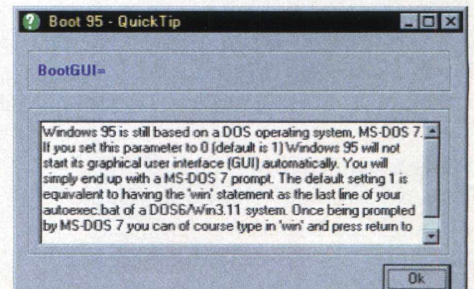 Boot 95 - QuickTip
BootGUI=
Windows 95 is still based on a DOS operating system, MS-DOS 7.
If you set this parameter to 0 (default is 1) Windows 95 will not
start its graphical user interface (GUI) automatically. You will
simply end up with a MS-DOS 7 prompt. The default setting 1 is
equivalent to having the 'win' statement as the last line of your
autoexec.bat of a DOS6/Win3.11 system. Once being prompted
by MS-DOS 7 you can of course type in 'win' and press return to
Ok